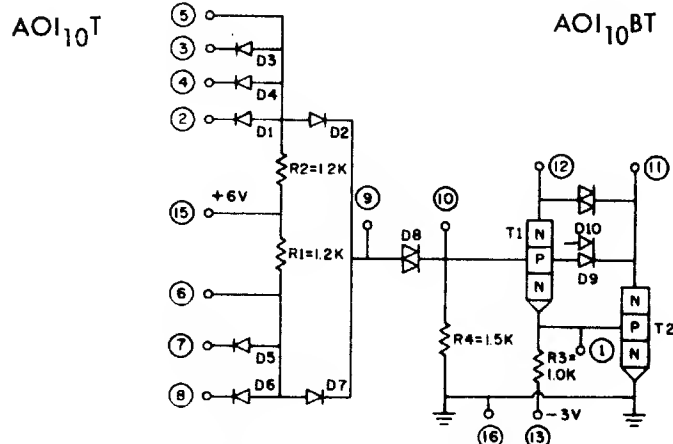 AOI10T
AOI10BT
5
3
D3
4
D4
2
D1
D2
R2=1.2K
12
11
15
+6V
9
10
D8
T1
N
P
N
D10
D9
R1=1.2K
6
N
P
N
T2
7
D5
R4=1.5K
R3=
1.0K
1
8
D6
D7
16
13
-3V